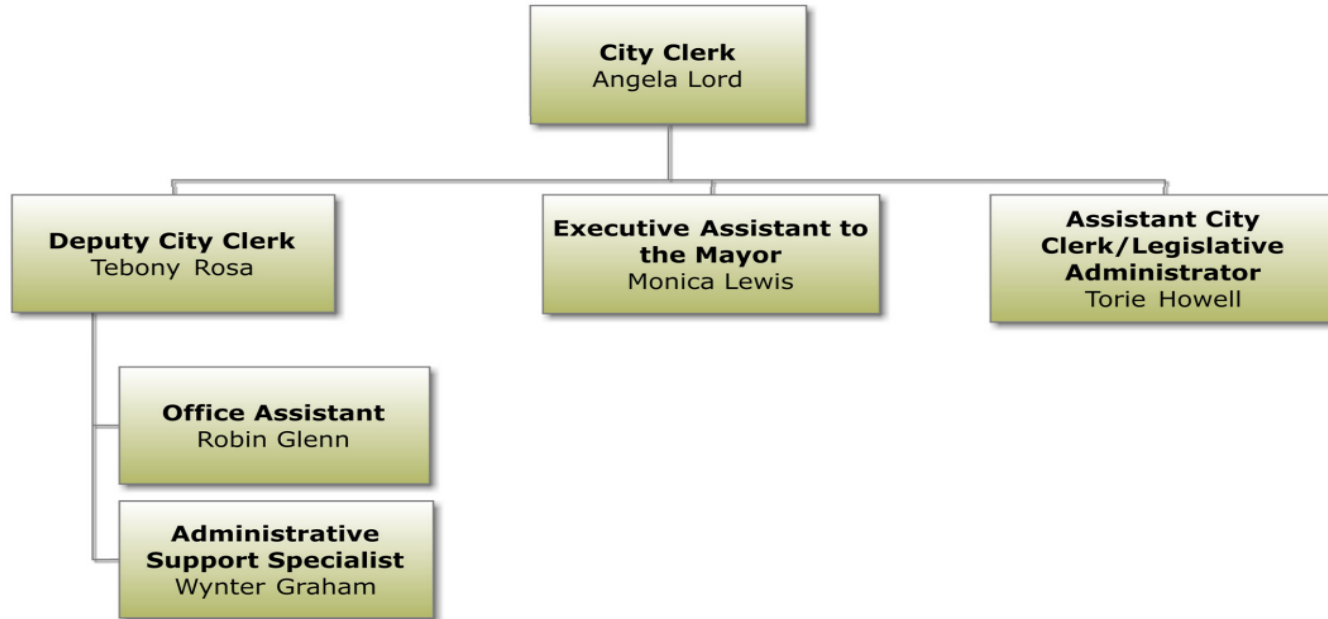 City Clerk
Angela Lord
Deputy City Clerk
Tebony Rosa
Executive Assistant to
the Mayor
Monica Lewis
Assistant City
Clerk/Legislative
Administrator
Torie Howell
Office Assistant
Robin Glenn
Administrative
Support Specialist
Wynter Graham